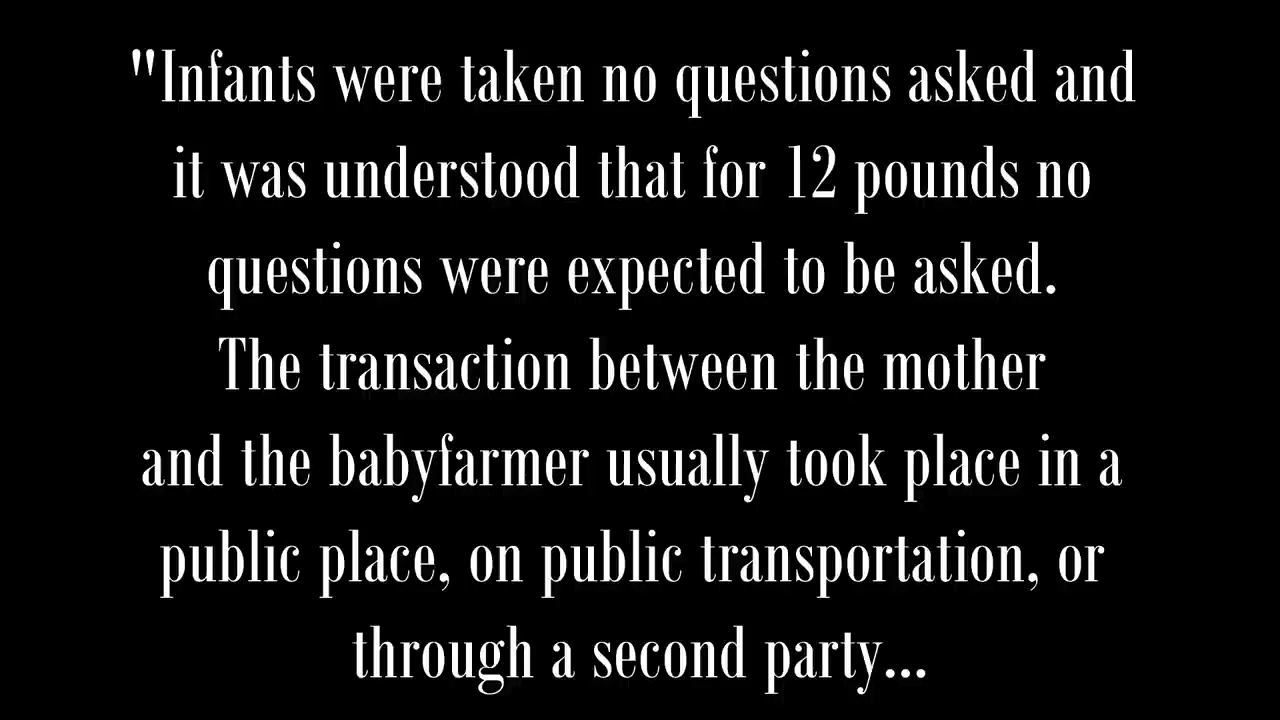 "Infants were taken no questions asked and
it was understood that for 12 pounds no
questions were expected to be asked.
The transaction between the mother
and the babyfarmer usually took place in a
public place, on public transportation, or
through a second party...